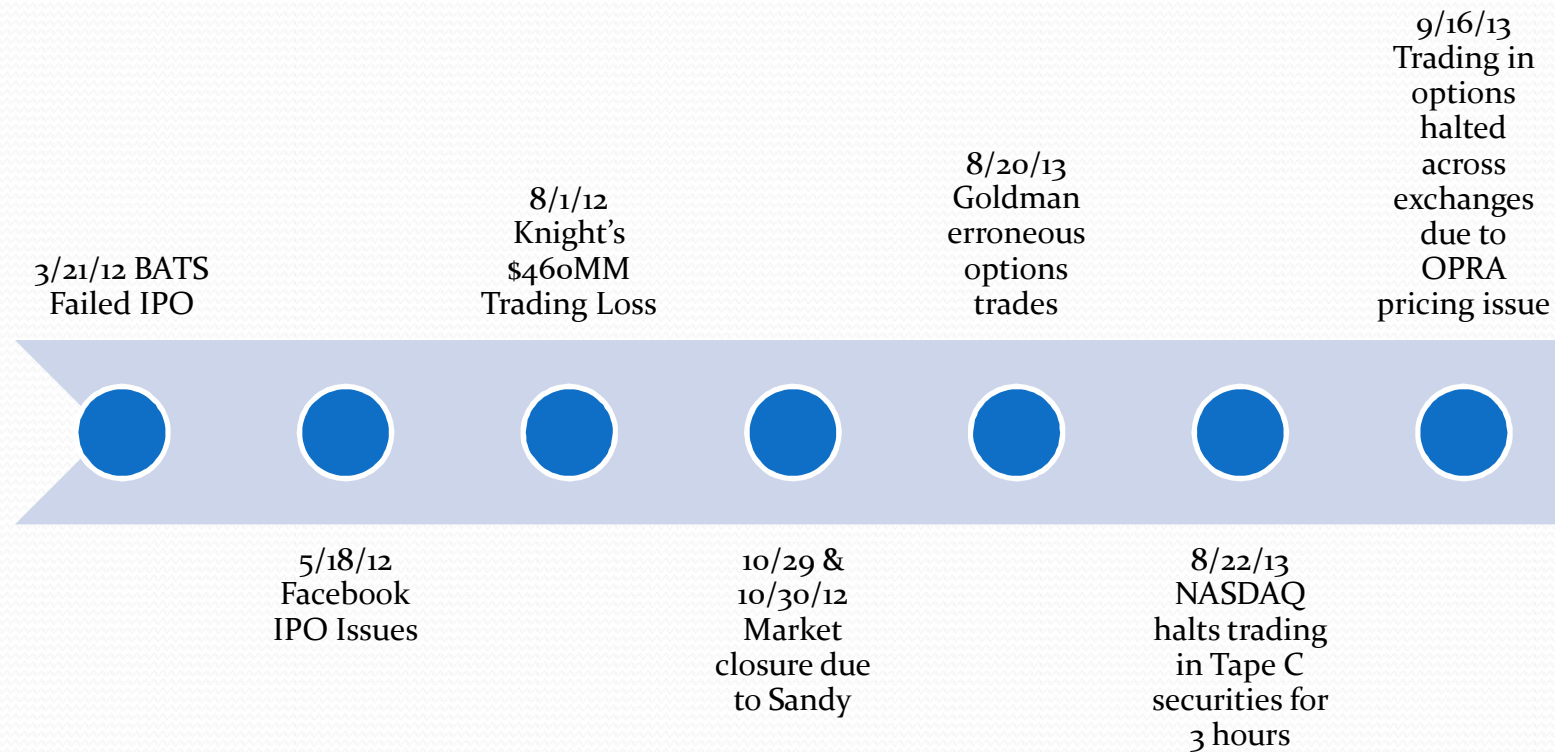 3/21/12 BATS
Failed IPO
5/18/12
Facebook
IPO Issues
8/1/12
Knight's
$460MM
Trading Loss
10/29 &
10/30/12
Market
closure due
to Sandy
8/20/13
Goldman
erroneous
options
trades
8/22/13
NASDAQ
halts trading
in Tape C
securities for
3 hours
9/16/13
Trading in
options
halted
across
exchanges
due to
OPRA
pricing issue